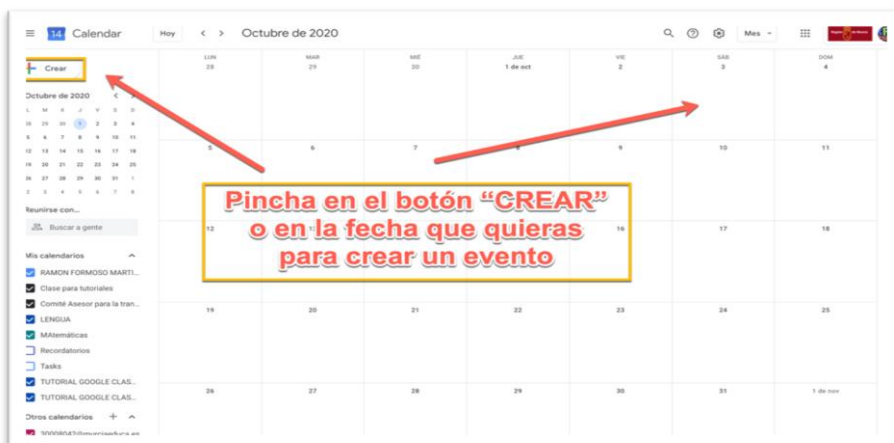 14 Calendar Hoy < > Octubre de 2020 Mes
Crear
Octubre de 2020 < >
L M X J V S D
28 29 30 1 2 3 4
5 6 7 8 9 10 11
12 13 14 15 16 17 18
19 20 21 22 23 24 25
26 27 28 29 30 31 1
2 3 4 5 6 7 8
Reunirse con...
Buscar a gente
Mis calendarios
RAMON FORMOSO MARTI...
Clase para tutoriales
Comité Asesor para la tran...
LENGUA
MAtemáticas
Recordatorios
Tasks
TUTORIAL GOOGLE CLAS...
TUTORIAL GOOGLE CLAS...
Otros calendarios +
30008042@murciaeduca.es
LUN MAR MIÉ JUE VIE SÁB DOM
28 29 30 1 de oct 2 3 4
5 6 7 8 9 10 11
Pincha en el botón “CREAR”
o en la fecha que quieras
para crear un evento
12 16 17 18
19 20 21 22 23 24 25
26 27 28 29 30 31 1 de nov